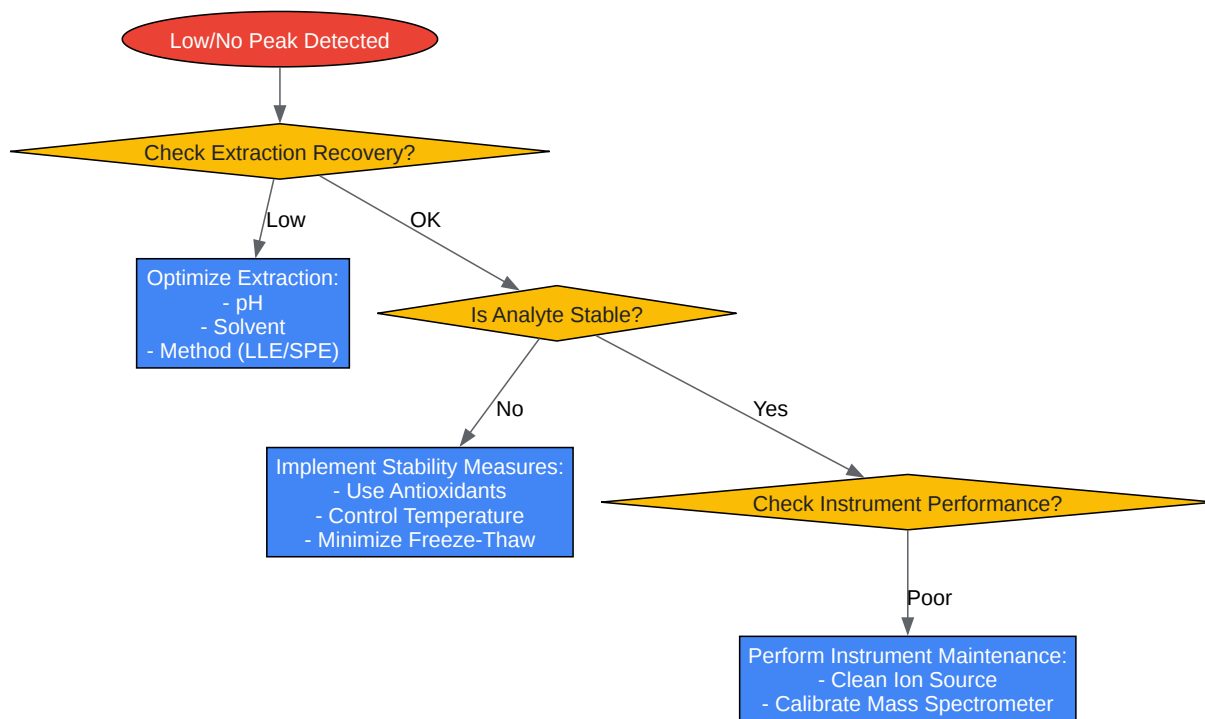 Low/No Peak Detected
Check Extraction Recovery?
Low
OK
Optimize Extraction:
- pH
- Solvent
- Method (LLE/SPE)
Is Analyte Stable?
No
Yes
Implement Stability Measures:
- Use Antioxidants
- Control Temperature
- Minimize Freeze-Thaw
Check Instrument Performance?
Poor
Perform Instrument Maintenance:
- Clean Ion Source
- Calibrate Mass Spectrometer